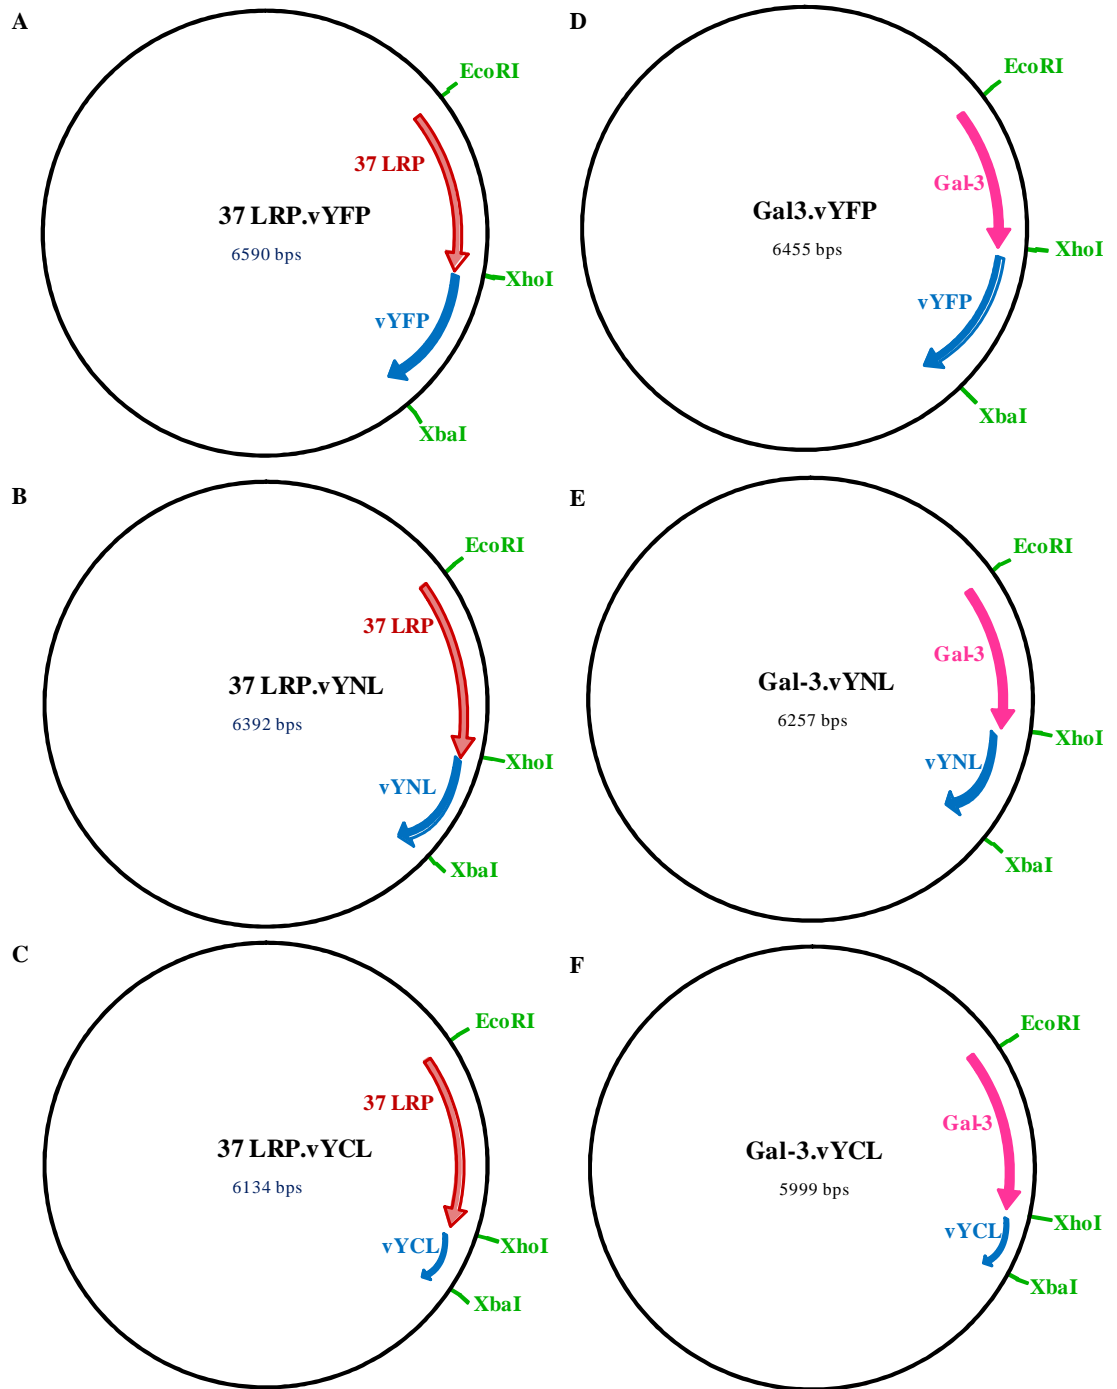 A
EcoRI
37 LRP
37 LRP.vYFP
6590 bps
XhoI
vYFP
XbaI
D
EcoRI
Gal-3
Gal3.vYFP
6455 bps
XhoI
vYFP
XbaI
B
EcoRI
37 LRP
37 LRP.vYNL
6392 bps
XhoI
vYNL
XbaI
E
EcoRI
Gal-3
Gal-3.vYNL
6257 bps
XhoI
vYNL
XbaI
C
EcoRI
37 LRP
37 LRP.vYCL
6134 bps
XhoI
vYCL
XbaI
F
EcoRI
Gal-3
Gal-3.vYCL
5999 bps
XhoI
vYCL
XbaI